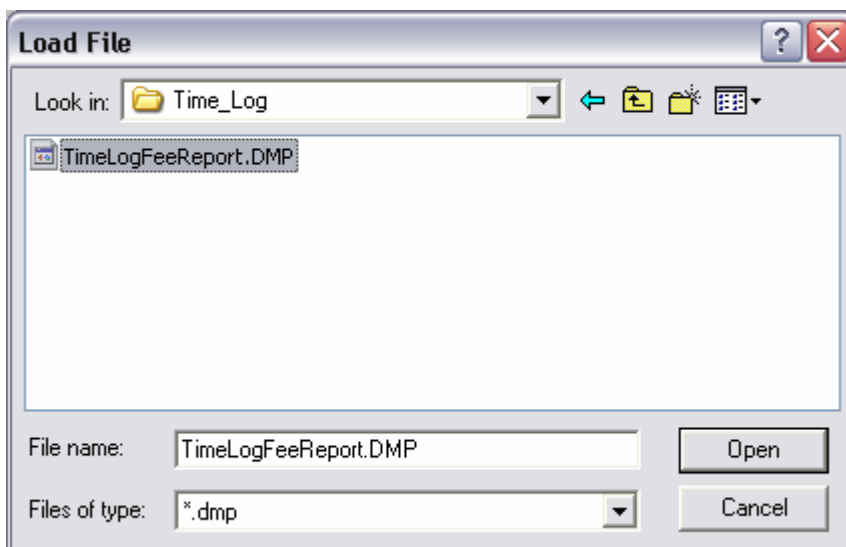 Load File
Look in: Time_Log
TimeLogFeeReport.DMP
File name: TimeLogFeeReport.DMP Open
Files of type: *.dmp Cancel